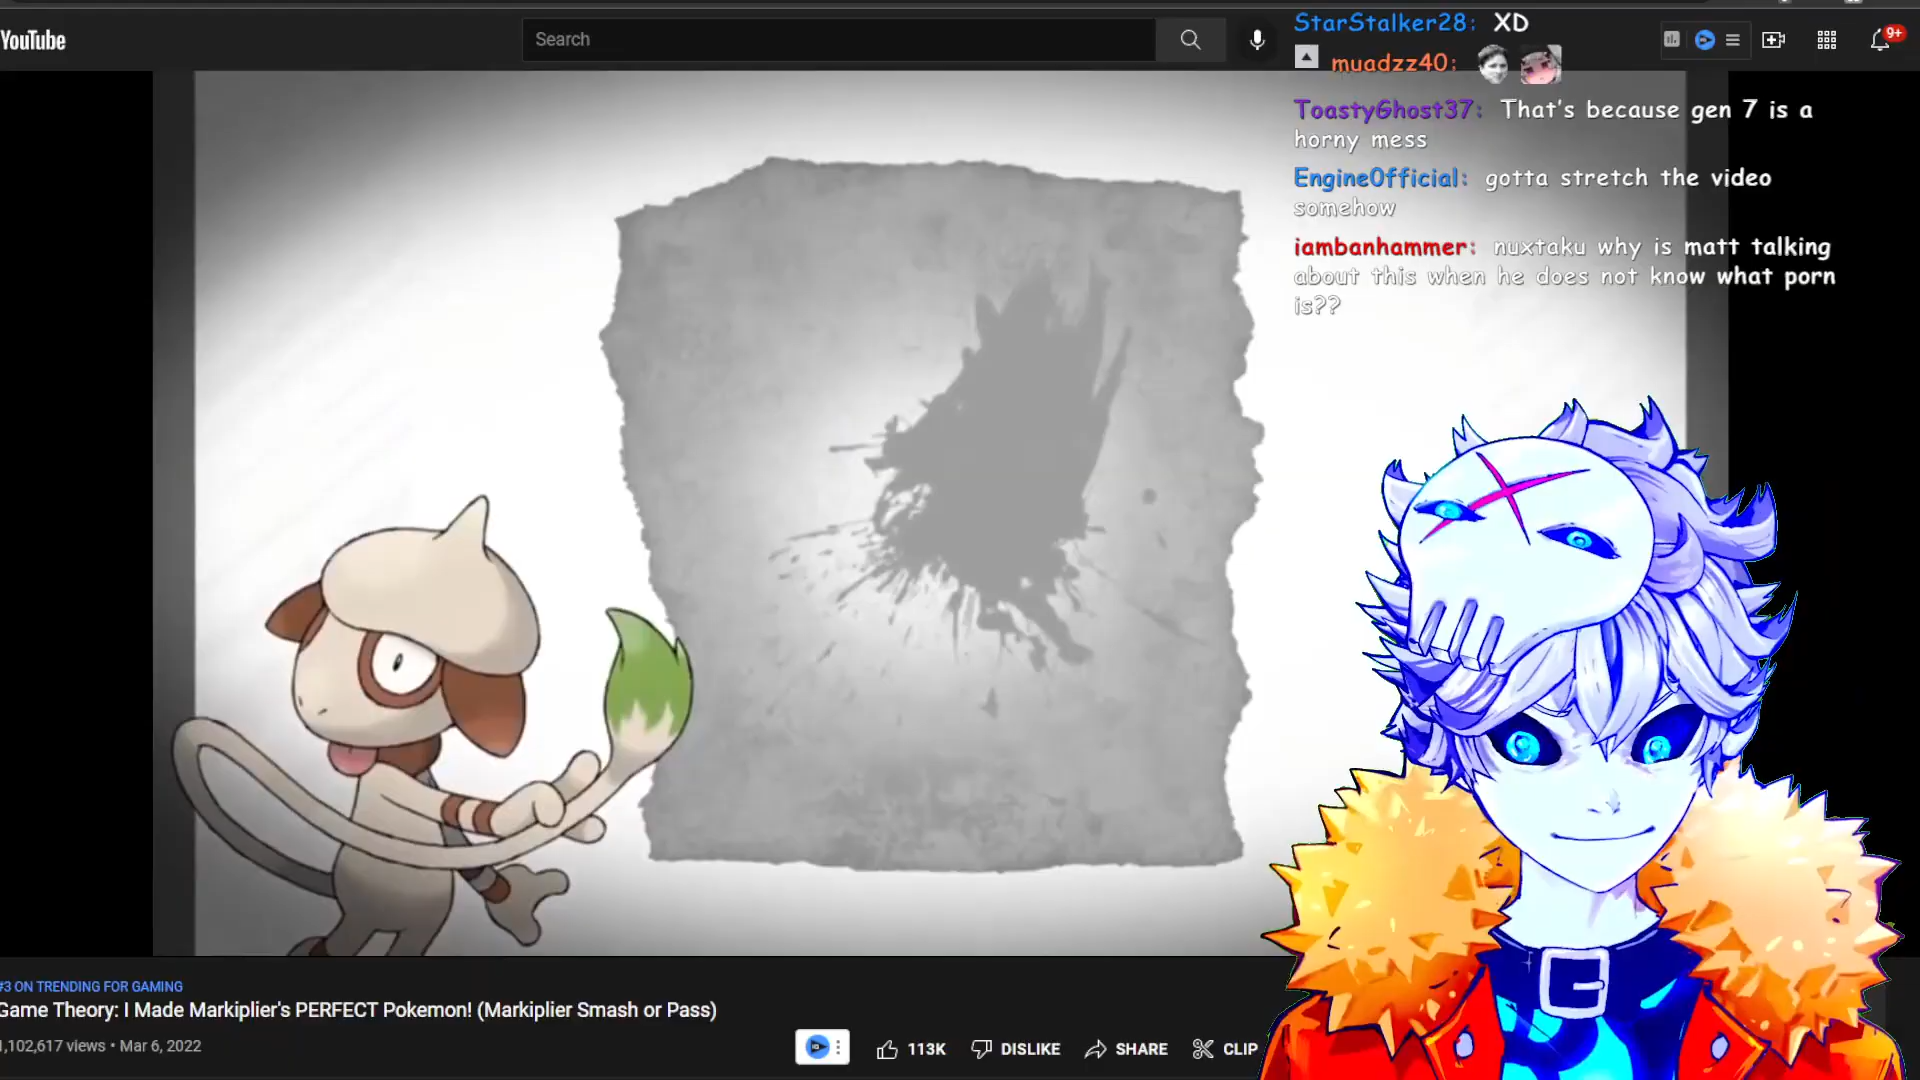 YouTube
Search
9+
StarStalker28: XD
muadzz40:
ToastyGhost37: That's because gen 7 is a
horny mess
EngineOfficial: gotta stretch the video
somehow
iambanhammer: nuxtaku why is matt talking
about this when he does not know what porn
is??
#3 ON TRENDING FOR GAMING
Game Theory: I Made Markiplier's PERFECT Pokemon! (Markiplier Smash or Pass)
1,102,617 views • Mar 6, 2022
113K
DISLIKE
SHARE
CLIP